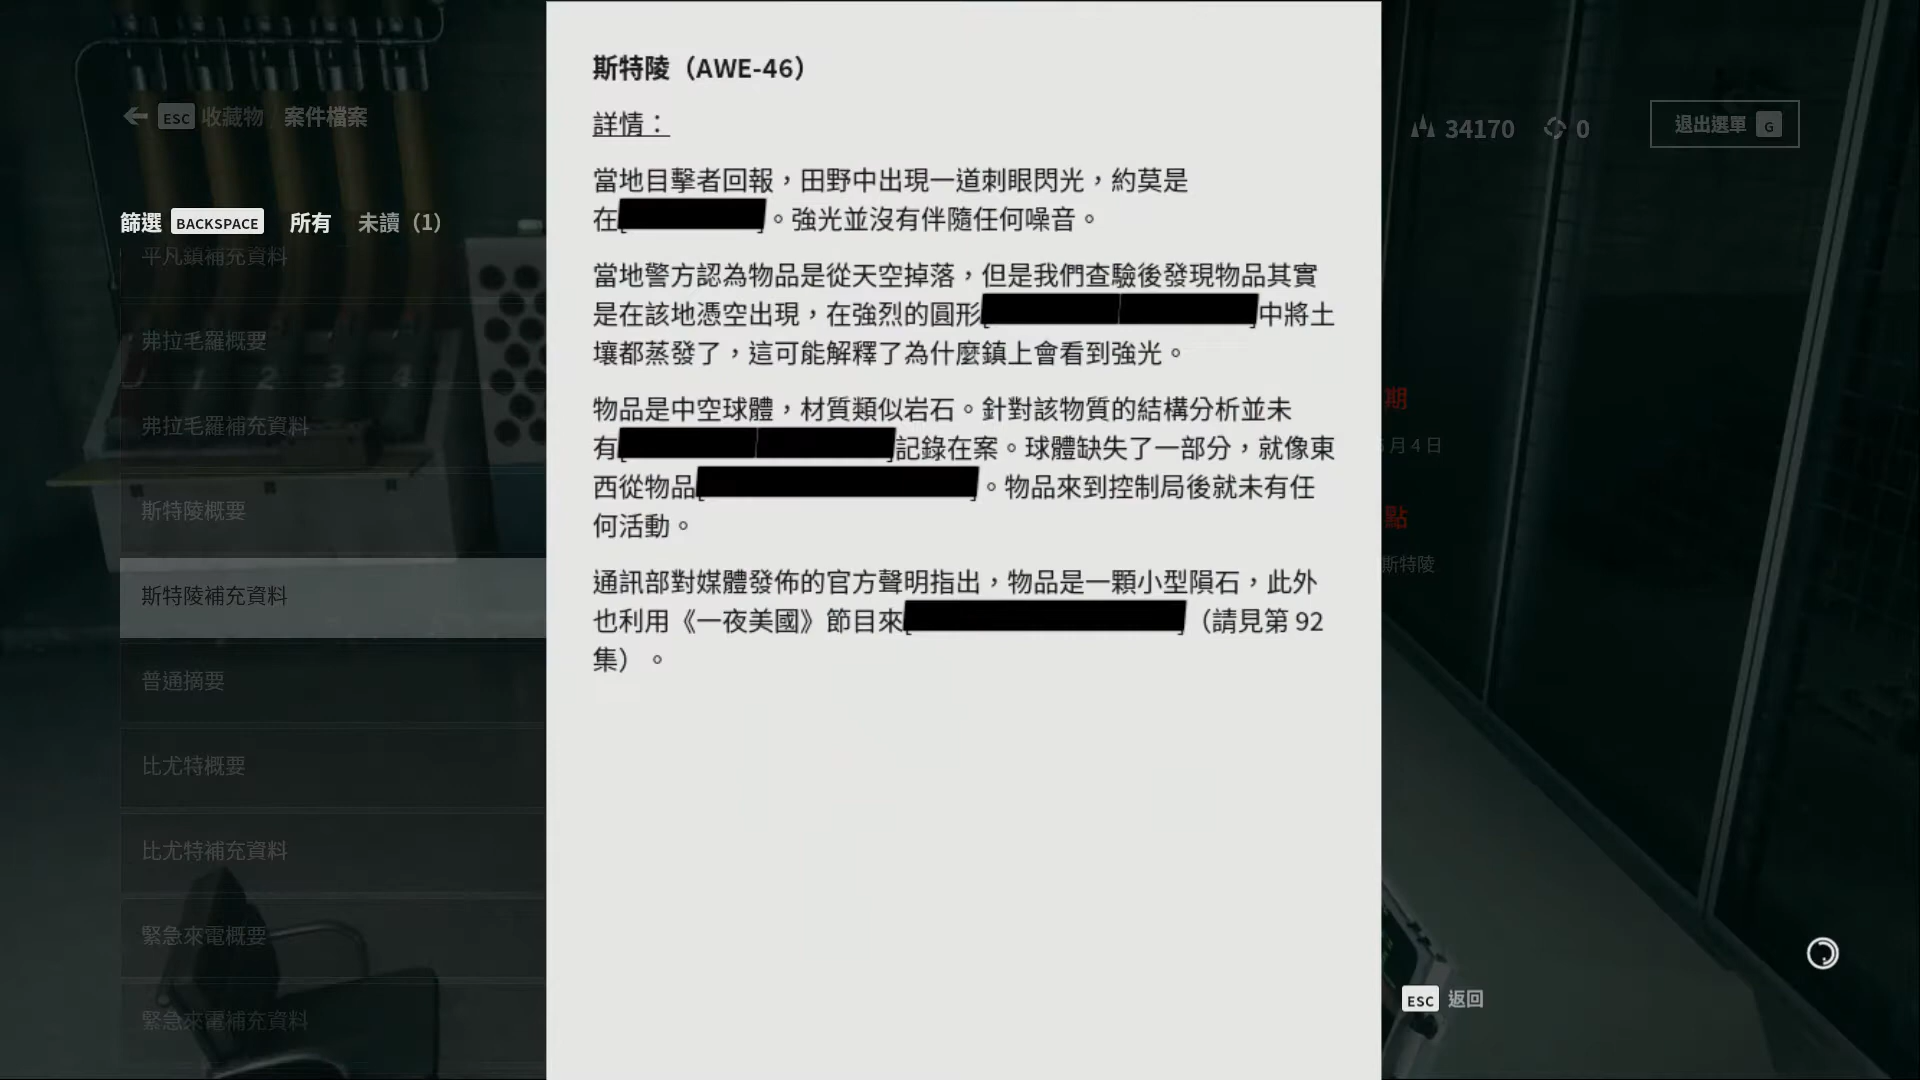 ESC 收藏物 案件檔案
34170 0
退出選單 G
篩選 BACKSPACE 所有 未讀（1）
平凡鎮補充資料
弗拉毛羅概要
弗拉毛羅補充資料
斯特陵概要
斯特陵補充資料
普通摘要
比尤特概要
比尤特補充資料
緊急來電概要
緊急來電補充資料
1 2 3 4
斯特陵（AWE-46）
詳情：
當地目擊者回報，田野中出現一道刺眼閃光，約莫是
在[ ]。強光並沒有伴隨任何噪音。
當地警方認為物品是從天空掉落，但是我們查驗後發現物品其實
是在該地憑空出現，在強烈的圓形[ ]中將土
壤都蒸發了，這可能解釋了為什麼鎮上會看到強光。
物品是中空球體，材質類似岩石。針對該物質的結構分析並未
有[ ]記錄在案。球體缺失了一部分，就像東
西從物品[ ]。物品來到控制局後就未有任
何活動。
通訊部對媒體發佈的官方聲明指出，物品是一顆小型隕石，此外
也利用《一夜美國》節目來[ ]（請見第 92
集）。
期
月4日
點
斯特陵
ESC 返回